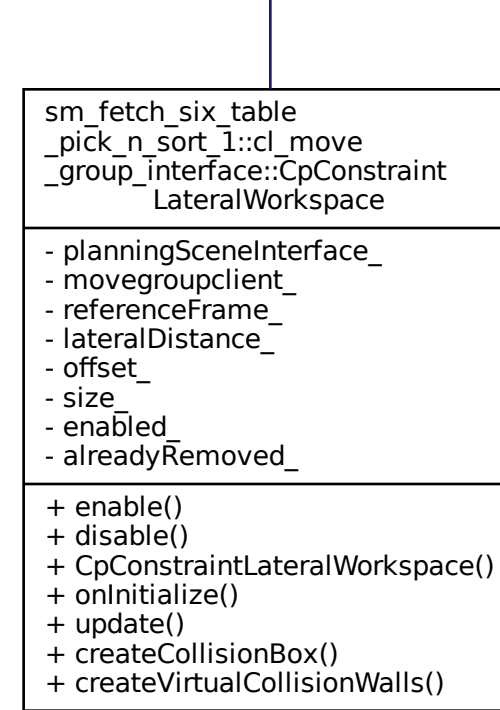 sm_fetch_six_table
_pick_n_sort_1::cl_move
_group_interface::CpConstraint
LateralWorkspace
- planningSceneInterface_
- movegroupclient_
- referenceFrame_
- lateralDistance_
- offset_
- size_
- enabled_
- alreadyRemoved_
+ enable()
+ disable()
+ CpConstraintLateralWorkspace()
+ onInitialize()
+ update()
+ createCollisionBox()
+ createVirtualCollisionWalls()